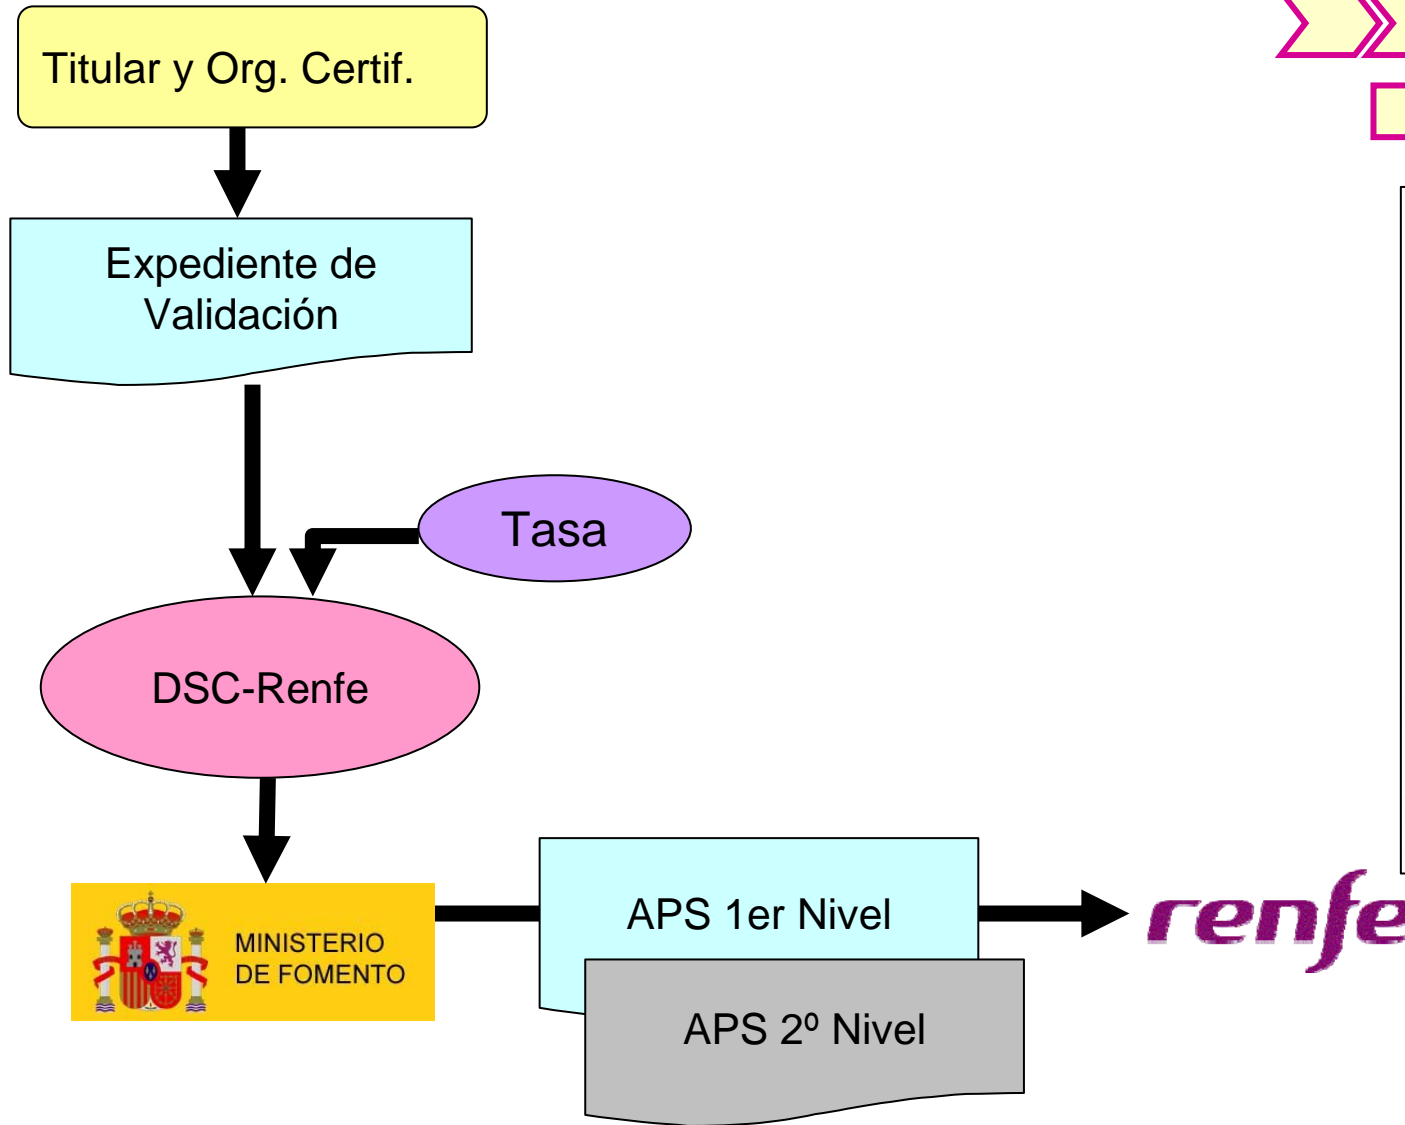 Titular y Org. Certif.
Expediente de
Validación
Tasa
DSC-Renfe
MINISTERIO
DE FOMENTO
APS 1er Nivel
renfe
APS 2º Nivel